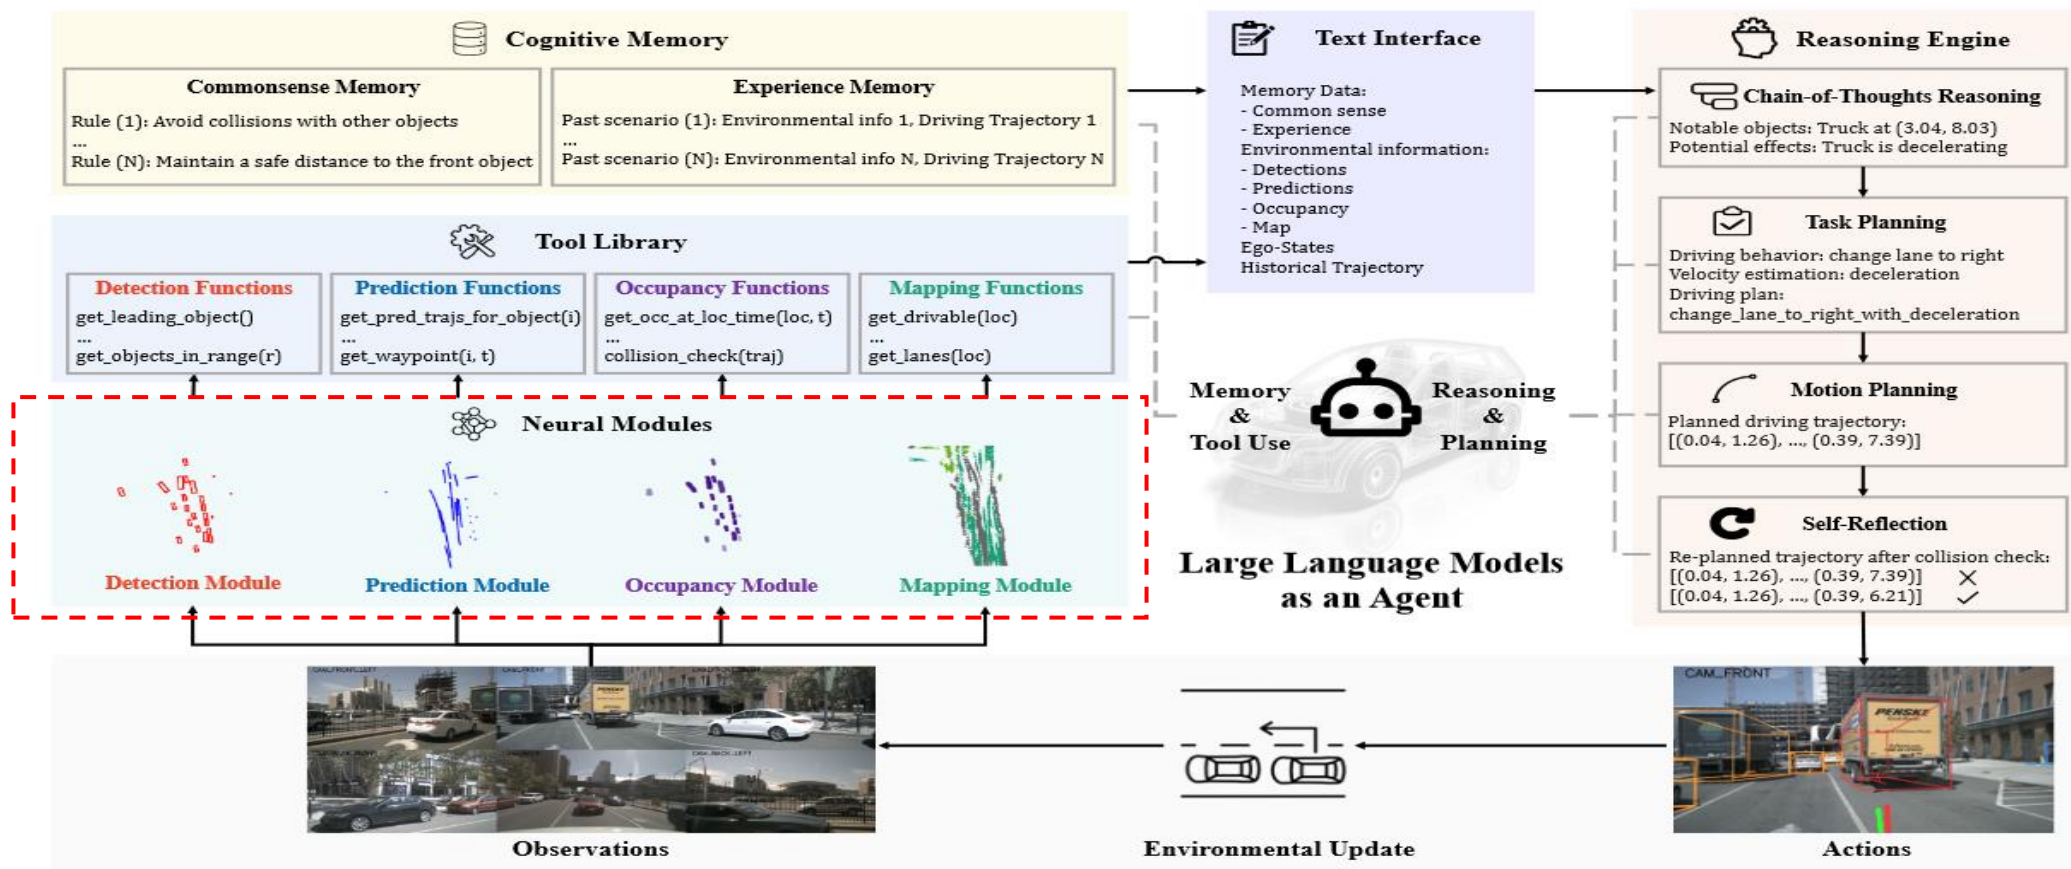 Cognitive Memory
Commonsense Memory
Rule (1): Avoid collisions with other objects
...
Rule (N): Maintain a safe distance to the front object
Experience Memory
Past scenario (1): Environmental info 1, Driving Trajectory 1
...
Past scenario (N): Environmental info N, Driving Trajectory N
Tool Library
Detection Functions
get_leading_object()
...
get_objects_in_range(r)
Prediction Functions
get_pred_trajs_for_object(i)
...
get_waypoint(i, t)
Occupancy Functions
get_occ_at_loc_time(loc, t)
...
collision_check(traj)
Mapping Functions
get_drivable(loc)
...
get_lanes(loc)
Neural Modules
Detection Module
Prediction Module
Occupancy Module
Mapping Module
Text Interface
Memory Data:
- Common sense
- Experience
Environmental information:
- Detections
- Predictions
- Occupancy
- Map
Ego-States
Historical Trajectory
Memory
&
Tool Use
Reasoning
&
Planning
Large Language Models
as an Agent
Reasoning Engine
Chain-of-Thoughts Reasoning
Notable objects: Truck at (3.04, 8.03)
Potential effects: Truck is decelerating
Task Planning
Driving behavior: change lane to right
Velocity estimation: deceleration
Driving plan:
change_lane_to_right_with_deceleration
Motion Planning
Planned driving trajectory:
[(0.04, 1.26), ..., (0.39, 7.39)]
Self-Reflection
Re-planned trajectory after collision check:
[(0.04, 1.26), ..., (0.39, 7.39)]
[(0.04, 1.26), ..., (0.39, 6.21)]
PENSKE
CAM_FRONT
PENSKE
Observations
Environmental Update
Actions